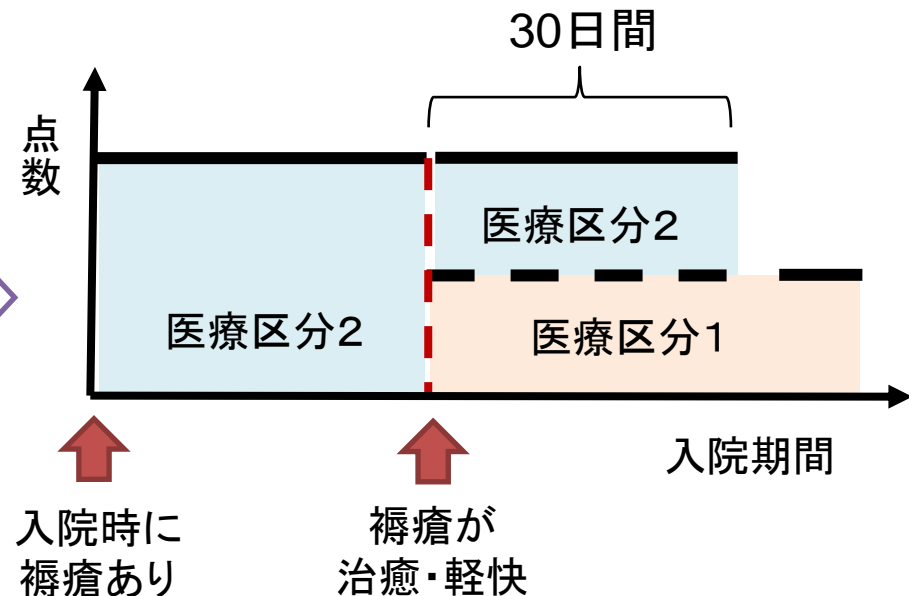 30日間
点
数
医療区分2
医療区分2
医療区分1
入院期間
入院時に
褥瘡あり
褥瘡が
治癒・軽快